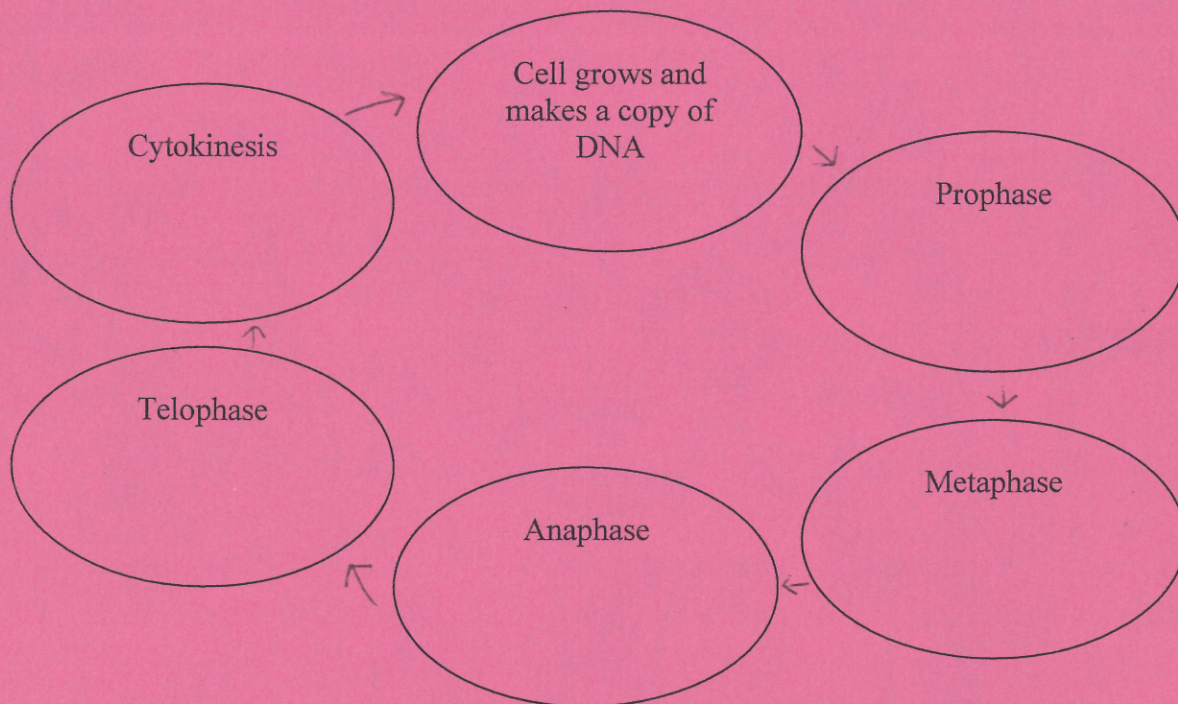 Cell grows and
makes a copy of
DNA
Prophase
Metaphase
Anaphase
Telophase
Cytokinesis